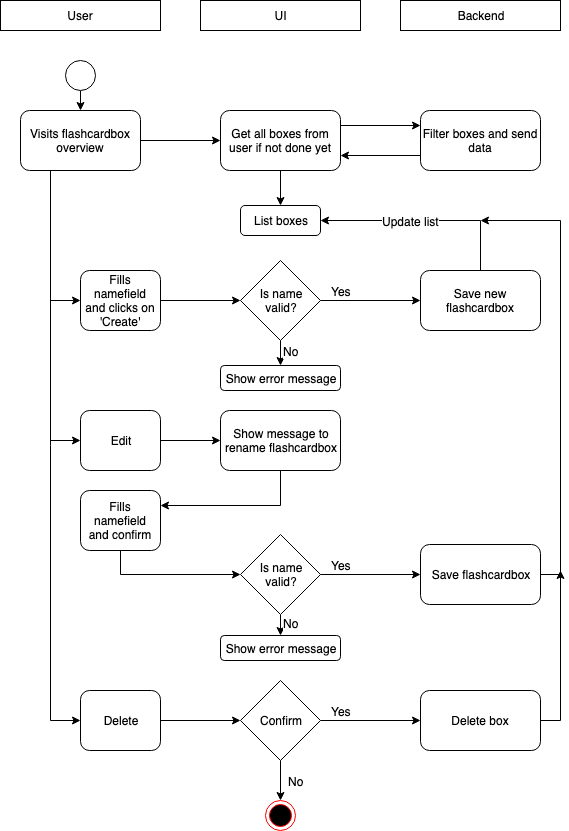 User
UI
Backend
Visits flashcardbox
overview
Get all boxes from
user if not done yet
Filter boxes and send
data
List boxes
Update list
Fills
namefield
and clicks on
'Create'
Is name
valid?
Yes
Save new
flashcardbox
No
Show error message
Edit
Show message to
rename flashcardbox
Fills
namefield
and confirm
Is name
valid?
Yes
Save flashcardbox
No
Show error message
Delete
Confirm
Yes
Delete box
No